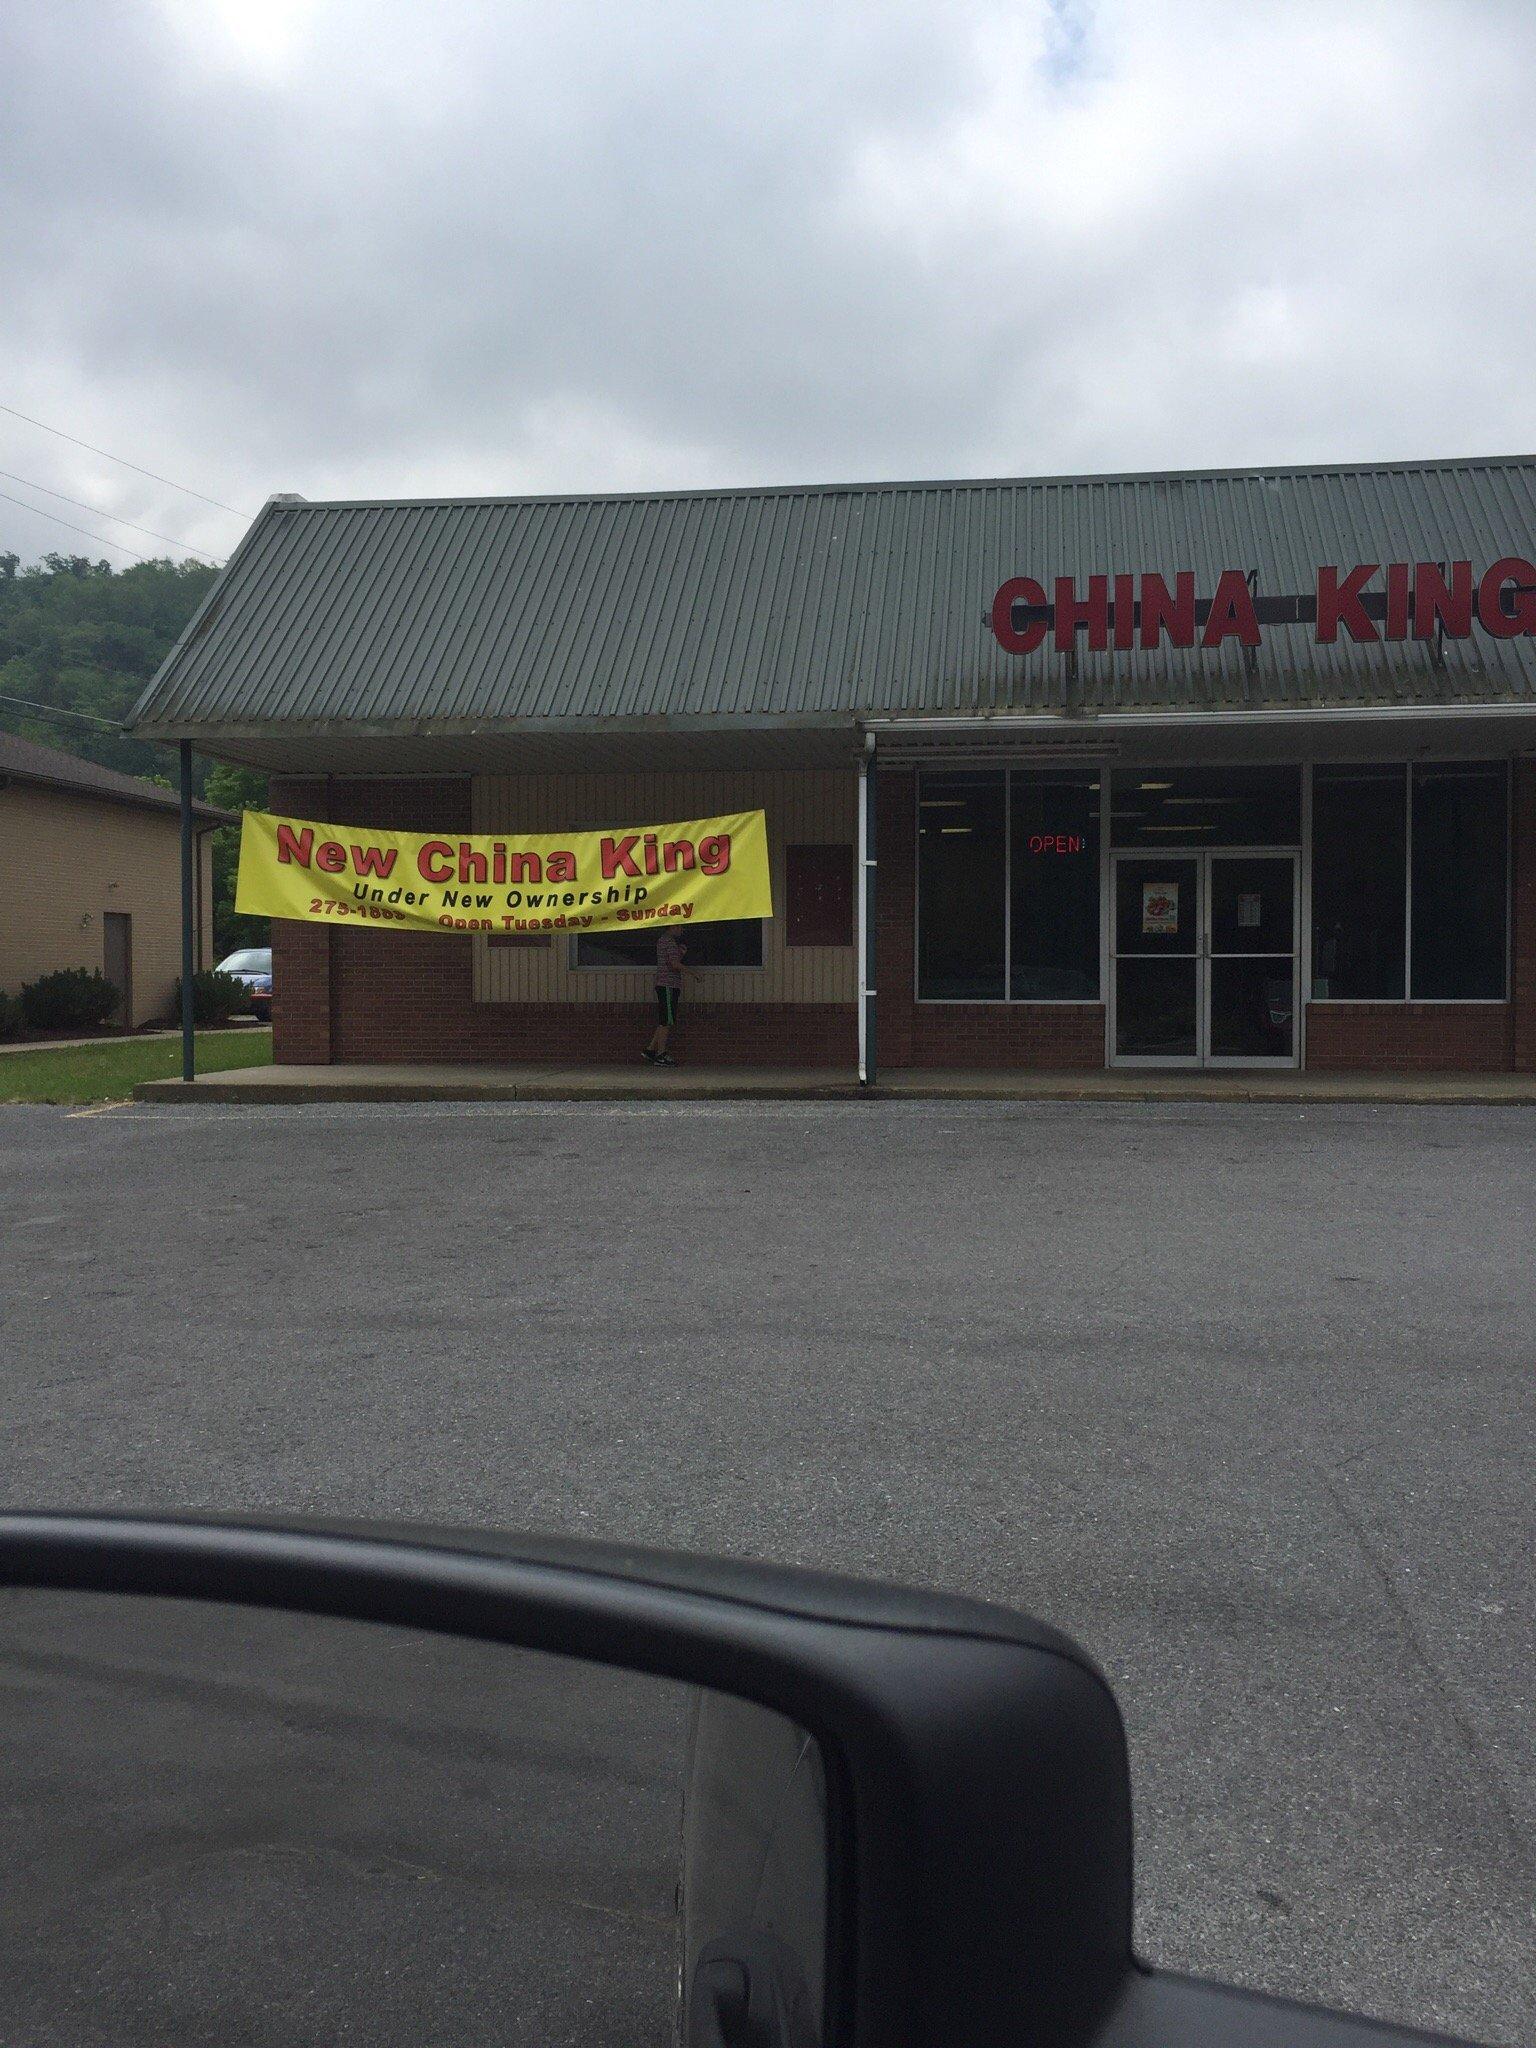 CHINA KING
New China King
Under New Ownership
Open Tuesday - Sunday
OPEN